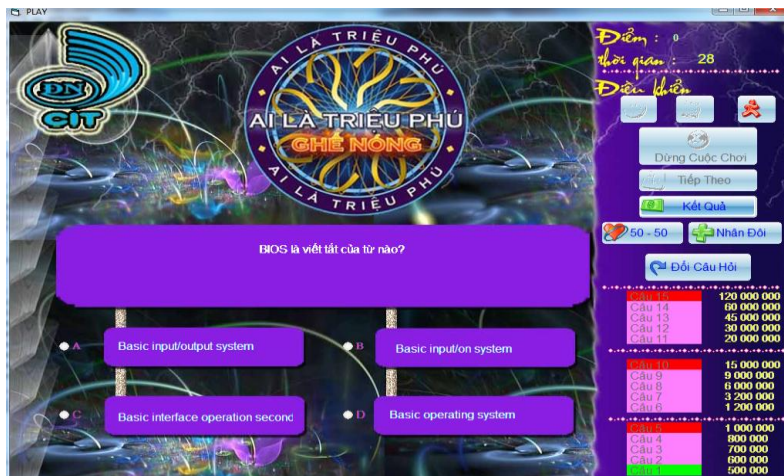 PLAY
ĐN
CIT
AI LÀ TRIỆU PHÚ
AI LÀ TRIỆU PHÚ
GHẾ NÓNG
AI LÀ TRIỆU PHÚ
BIOS là viết tắt của từ nào?
A Basic input/output system
B Basic input/on system
C Basic interface operation second
D Basic operating system
Điểm : 0
thời gian : 28
Điều khiển
Dừng Cuộc Chơi
Tiếp Theo
Kết Quả
50 - 50
Nhân Đôi
Đổi Câu Hỏi
Câu 15 120 000 000
Câu 14 60 000 000
Câu 13 45 000 000
Câu 12 30 000 000
Câu 11 20 000 000
Câu 10 15 000 000
Câu 9 9 000 000
Câu 8 6 000 000
Câu 7 3 200 000
Câu 6 1 200 000
Câu 5 1 000 000
Câu 4 800 000
Câu 3 700 000
Câu 2 600 000
Câu 1 500 000